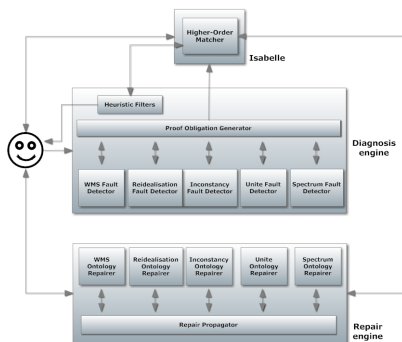 Higher-Order
Matcher
Isabelle
Heuristic Filters
Proof Obligation Generator
Diagnosis
engine
WMS Fault
Detector
Reidealisation
Fault Detector
Inconstancy
Fault Detector
Unite Fault
Detector
Spectrum Fault
Detector
WMS
Ontology
Repairer
Reidealisation
Ontology
Repairer
Inconstancy
Ontology
Repairer
Unite
Ontology
Repairer
Spectrum
Ontology
Repairer
Repair Propagator
Repair
engine